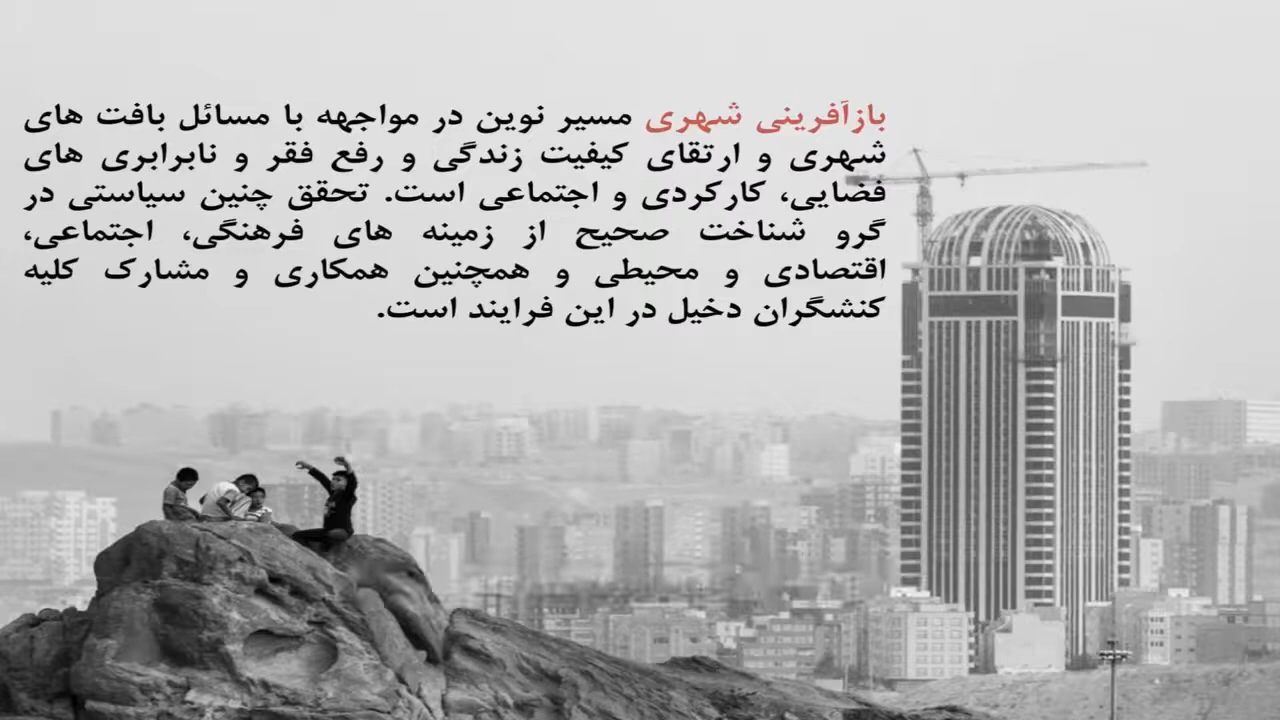 بازآفرینی شهری مسیر نوین در مواجهه با مسائل بافت های
شهری و ارتقای کیفیت زندگی و رفع فقر و نابرابری های
فضایی، کارکردی و اجتماعی است. تحقق چنین سیاستی در
گرو شناخت صحیح از زمینه های فرهنگی، اجتماعی،
اقتصادی و محیطی و همچنین همکاری و مشارک کلیه
کنشگران دخیل در این فرایند است.